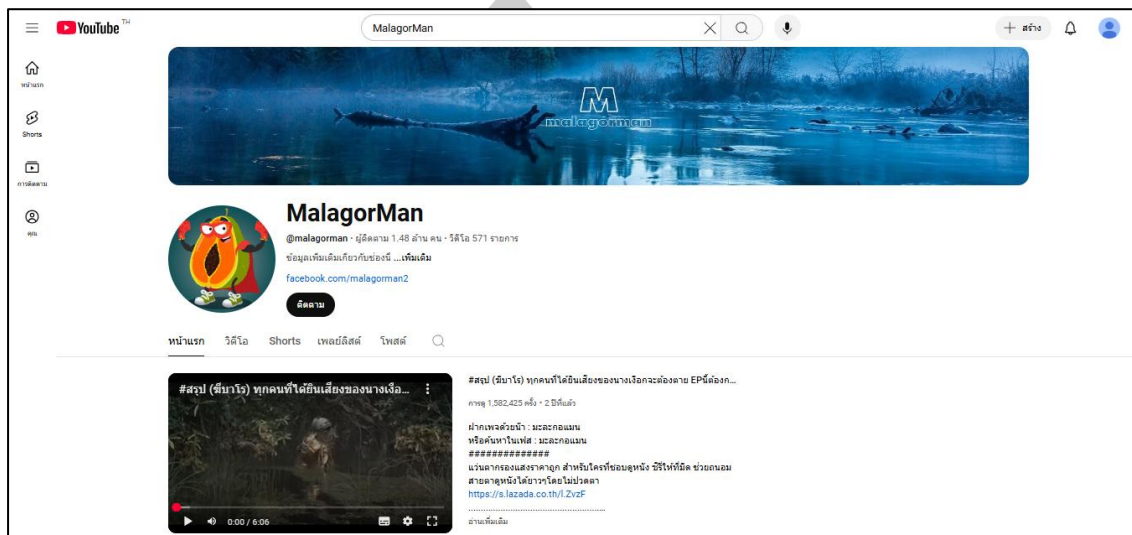 YouTube TH
MalagorMan
สร้าง
หน้าแรก
Shorts
การติดตาม
คุณ
M
malagorman
MalagorMan
@malagorman · ผู้ติดตาม 1.48 ล้าน คน · วิดีโอ 571 รายการ
ข้อมูลเพิ่มเติมเกี่ยวกับช่องนี้ ...เพิ่มเติม
facebook.com/malagorman2
ติดตาม
หน้าแรก วิดีโอ Shorts เพลย์ลิสต์ โพสต์
#สรุป (ซีบาโร) ทุกคนที่ได้ยินเสียงของนางเงือ...
0:00 / 6:06
#สรุป (ซีบาโร) ทุกคนที่ได้ยินเสียงของนางเงือกจะต้องตาย EPนี้ต้องก...
การดู 1,582,425 ครั้ง • 2 ปีที่แล้ว
ฝากเพจด้วยน้า : มะละกอแมน
หรือค้นหาในเฟส : มะละกอแมน
##############
แว่นตากรองแสงราคาถูก สำหรับใครที่ชอบดูหนัง ซีรี่ให้ที่มืด ช่วยถนอม
สายตาดูหนังได้ยาวๆโดยไม่ปวดตา
https://s.lazada.co.th/l.ZvzF
......................................................
อ่านเพิ่มเติม